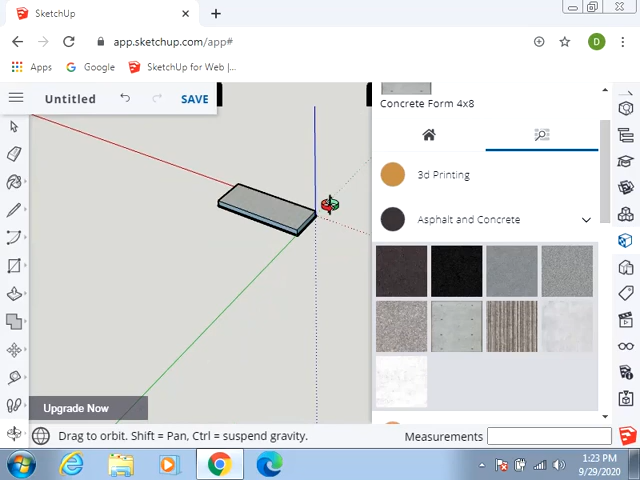 SketchUp
app.sketchup.com/app#
D
Apps
Google
SketchUp for Web |...
Untitled
SAVE
Concrete Form 4x8
3d Printing
Asphalt and Concrete
Upgrade Now
Drag to orbit. Shift = Pan, Ctrl = suspend gravity.
Measurements
1:23 PM
9/29/2020